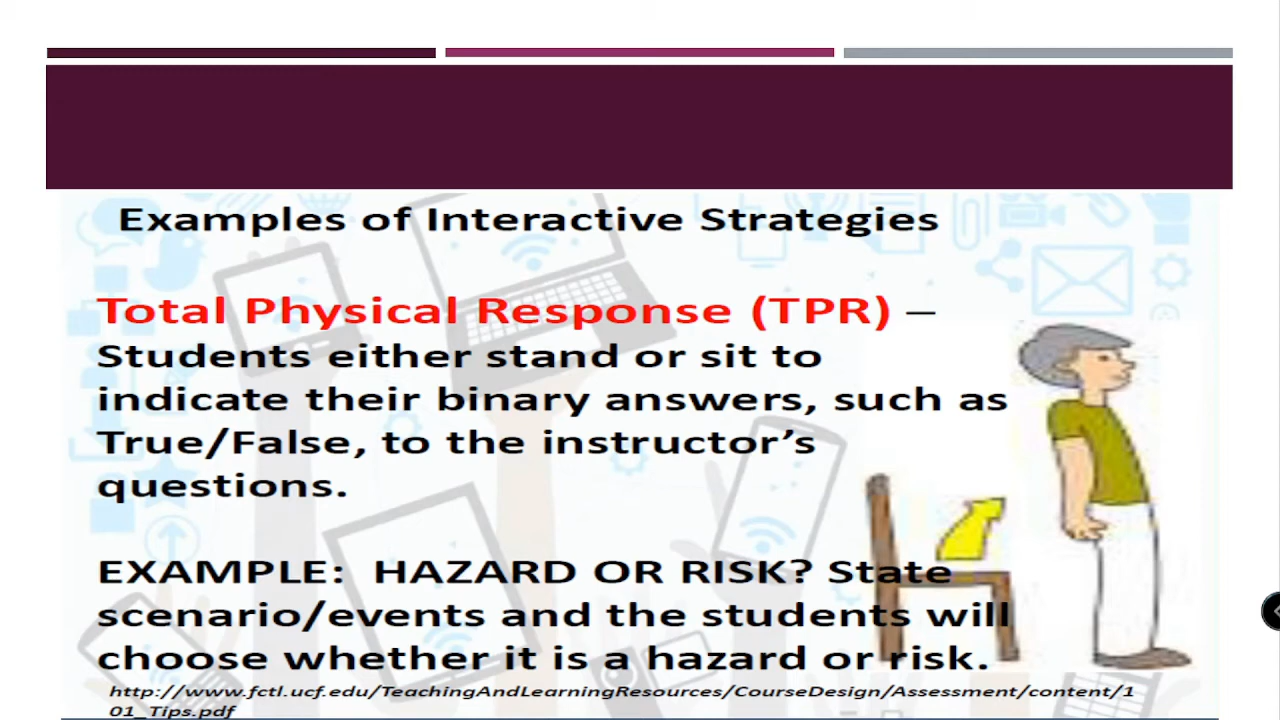 Examples of Interactive Strategies
Total Physical Response (TPR) –
Students either stand or sit to
indicate their binary answers, such as
True/False, to the instructor’s
questions.
EXAMPLE:  HAZARD OR RISK? State
scenario/events and the students will
choose whether it is a hazard or risk.
http://www.fctl.ucf.edu/TeachingAndLearningResources/CourseDesign/Assessment/content/1
01_Tips.pdf